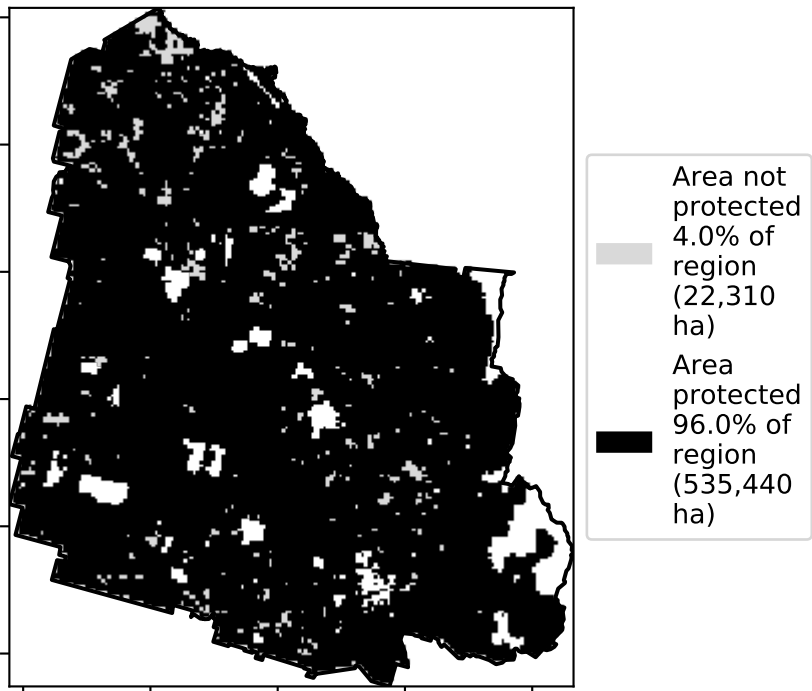 Area not
protected
4.0% of
region
(22,310
ha)
Area
protected
96.0% of
region
(535,440
ha)